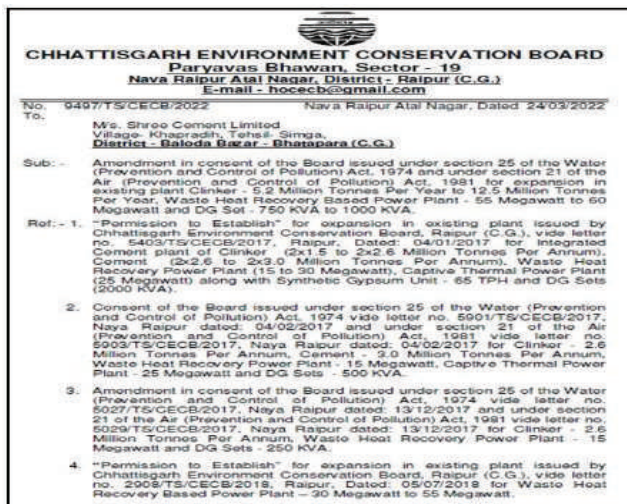 CHHATTISGARH ENVIRONMENT CONSERVATION BOARD
Paryavas Bhawan, Sector - 19
Nava Raipur Atal Nagar, District - Raipur (C.G.)
E-mail - hocecb@gmail.com
No. 9497/TS/CECB/2022 Nava Raipur Atal Nagar, Dated 24/03/2022
To,
M/s. Shree Cement Limited
Village- Khapradih, Tehsil- Simga,
District - Baloda Bazar - Bhatapara (C.G.)
Sub: - Amendment in consent of the Board issued under section 25 of the Water
(Prevention and Control of Pollution) Act, 1974 and under section 21 of the
Air (Prevention and Control of Pollution) Act, 1981 for expansion in
existing plant Clinker - 5.2 Million Tonnes Per Year to 12.5 Million Tonnes
Per Year, Waste Heat Recovery Based Power Plant - 55 Megawatt to 60
Megawatt and DG Set - 750 KVA to 1000 KVA.
Ref: - 1. "Permission to Establish" for expansion in existing plant issued by
Chhattisgarh Environment Conservation Board, Raipur (C.G.), vide letter
no. 5403/TS/CECB/2017, Raipur, Dated: 04/01/2017 for Integrated
Cement plant of Clinker (2x1.5 to 2x2.6 Million Tonnes Per Annum),
Cement (2x2.6 to 2x3.0 Million Tonnes Per Annum), Waste Heat
Recovery Power Plant (15 to 30 Megawatt), Captive Thermal Power Plant
(25 Megawatt) along with Synthetic Gypsum Unit - 65 TPH and DG Sets
(2000 KVA).
2. Consent of the Board issued under section 25 of the Water (Prevention
and Control of Pollution) Act, 1974 vide letter no. 5901/TS/CECB/2017,
Naya Raipur dated: 04/02/2017 and under section 21 of the Air
(Prevention and Control of Pollution) Act, 1981 vide letter no.
5903/TS/CECB/2017, Naya Raipur dated: 04/02/2017 for Clinker - 2.6
Million Tonnes Per Annum, Cement - 3.0 Million Tonnes Per Annum,
Waste Heat Recovery Power Plant - 15 Megawatt, Captive Thermal Power
Plant - 25 Megawatt and DG Sets - 500 KVA.
3. Amendment in consent of the Board issued under section 25 of the Water
(Prevention and Control of Pollution) Act, 1974 vide letter no.
5027/TS/CECB/2017, Naya Raipur dated: 13/12/2017 and under section
21 of the Air (Prevention and Control of Pollution) Act, 1981 vide letter no.
5029/TS/CECB/2017, Naya Raipur dated: 13/12/2017 for Clinker - 2.6
Million Tonnes Per Annum, Waste Heat Recovery Power Plant - 15
Megawatt and DG Sets - 250 KVA.
4. "Permission to Establish" for expansion in existing plant issued by
Chhattisgarh Environment Conservation Board, Raipur (C.G.), vide letter
no. 2908/TS/CECB/2018, Raipur, Dated: 05/07/2018 for Waste Heat
Recovery Based Power Plant – 30 Megawatt to 55 Megawatt.